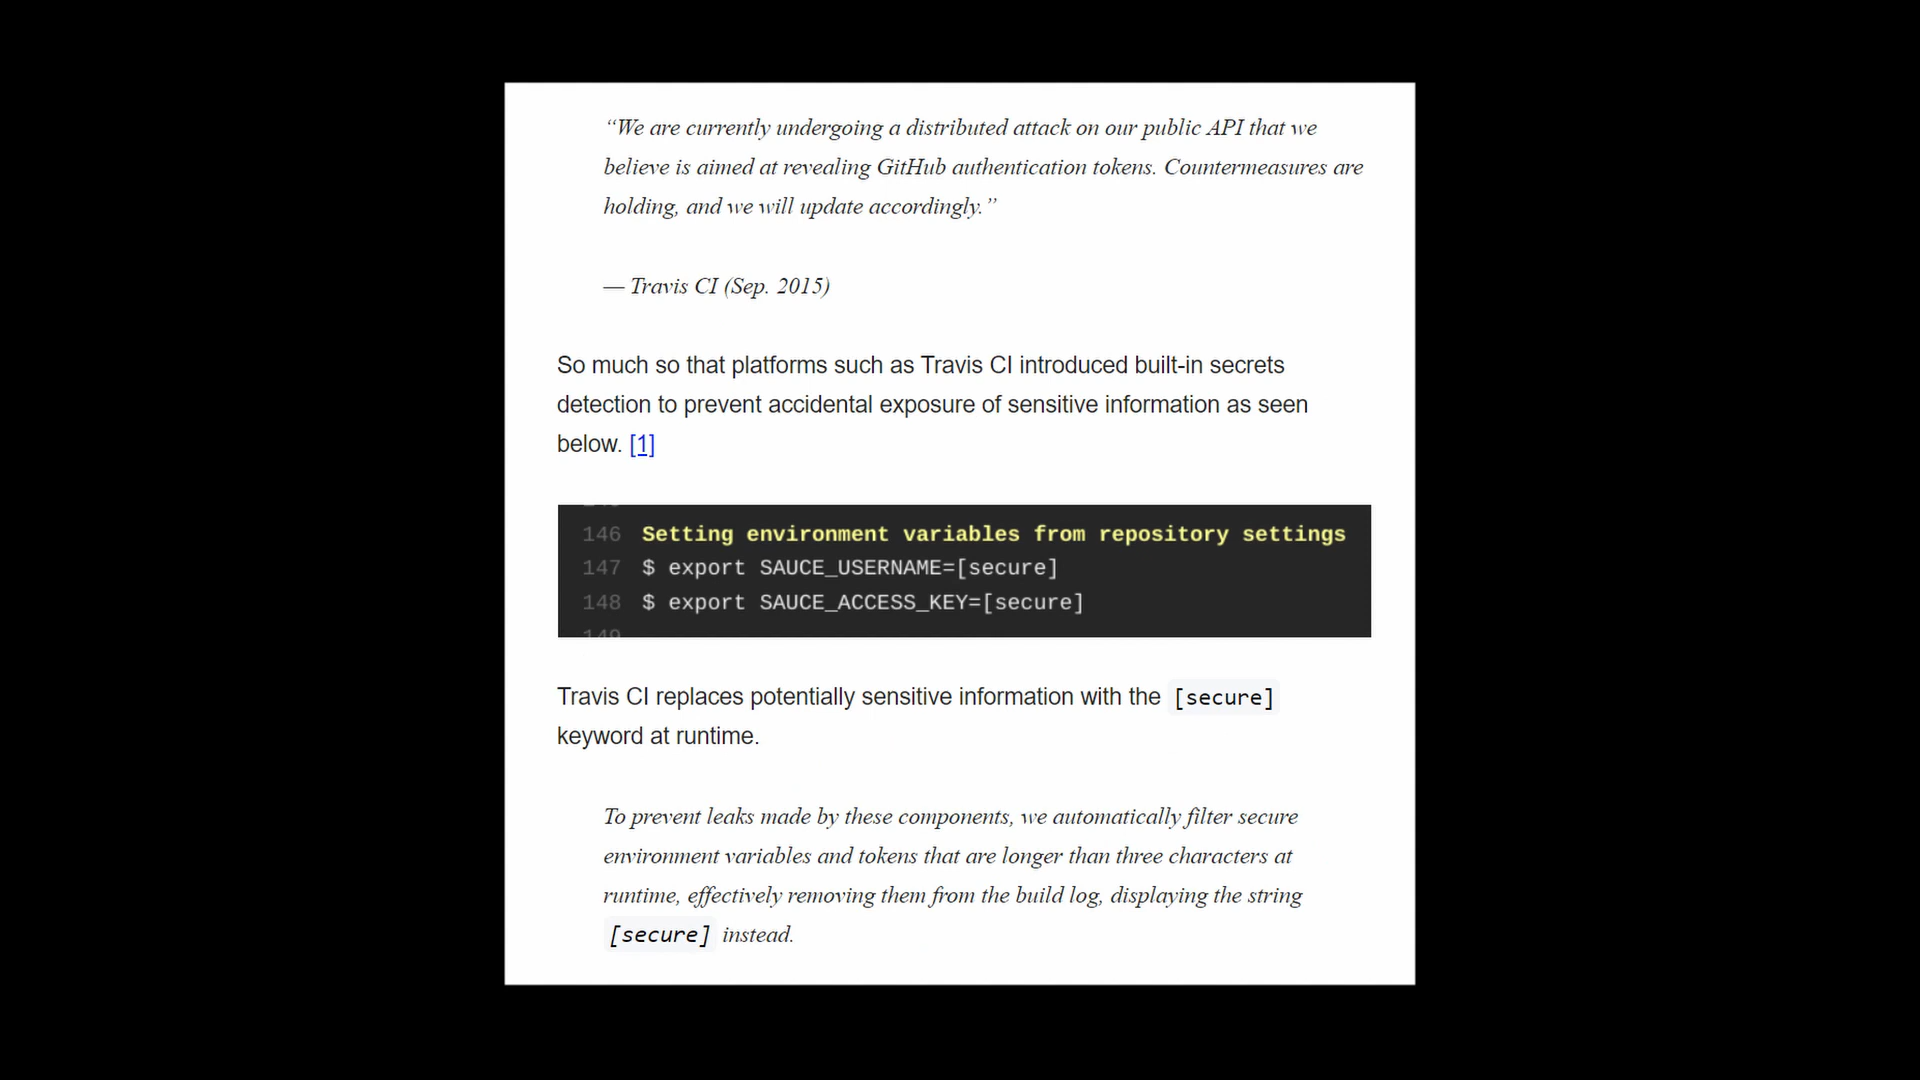 “We are currently undergoing a distributed attack on our public API that we
believe is aimed at revealing GitHub authentication tokens. Countermeasures are
holding, and we will update accordingly.”
— Travis CI (Sep. 2015)
So much so that platforms such as Travis CI introduced built-in secrets
detection to prevent accidental exposure of sensitive information as seen
below. [1]
146 Setting environment variables from repository settings
147 $ export SAUCE_USERNAME=[secure]
148 $ export SAUCE_ACCESS_KEY=[secure]
Travis CI replaces potentially sensitive information with the [secure]
keyword at runtime.
To prevent leaks made by these components, we automatically filter secure
environment variables and tokens that are longer than three characters at
runtime, effectively removing them from the build log, displaying the string
[secure] instead.